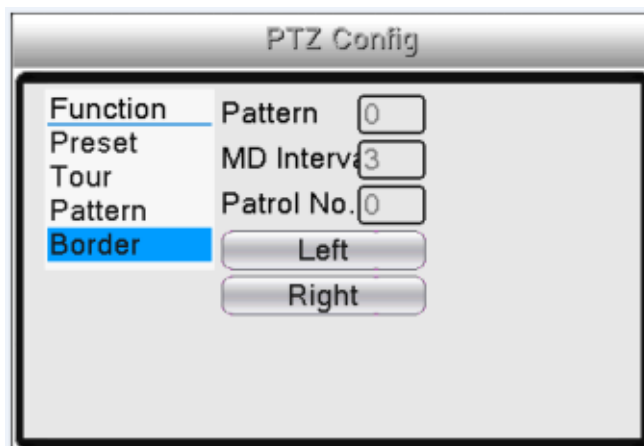 PTZ Config
Function
Preset
Tour
Pattern
Border
Pattern 0
MD Interva 3
Patrol No. 0
Left
Right